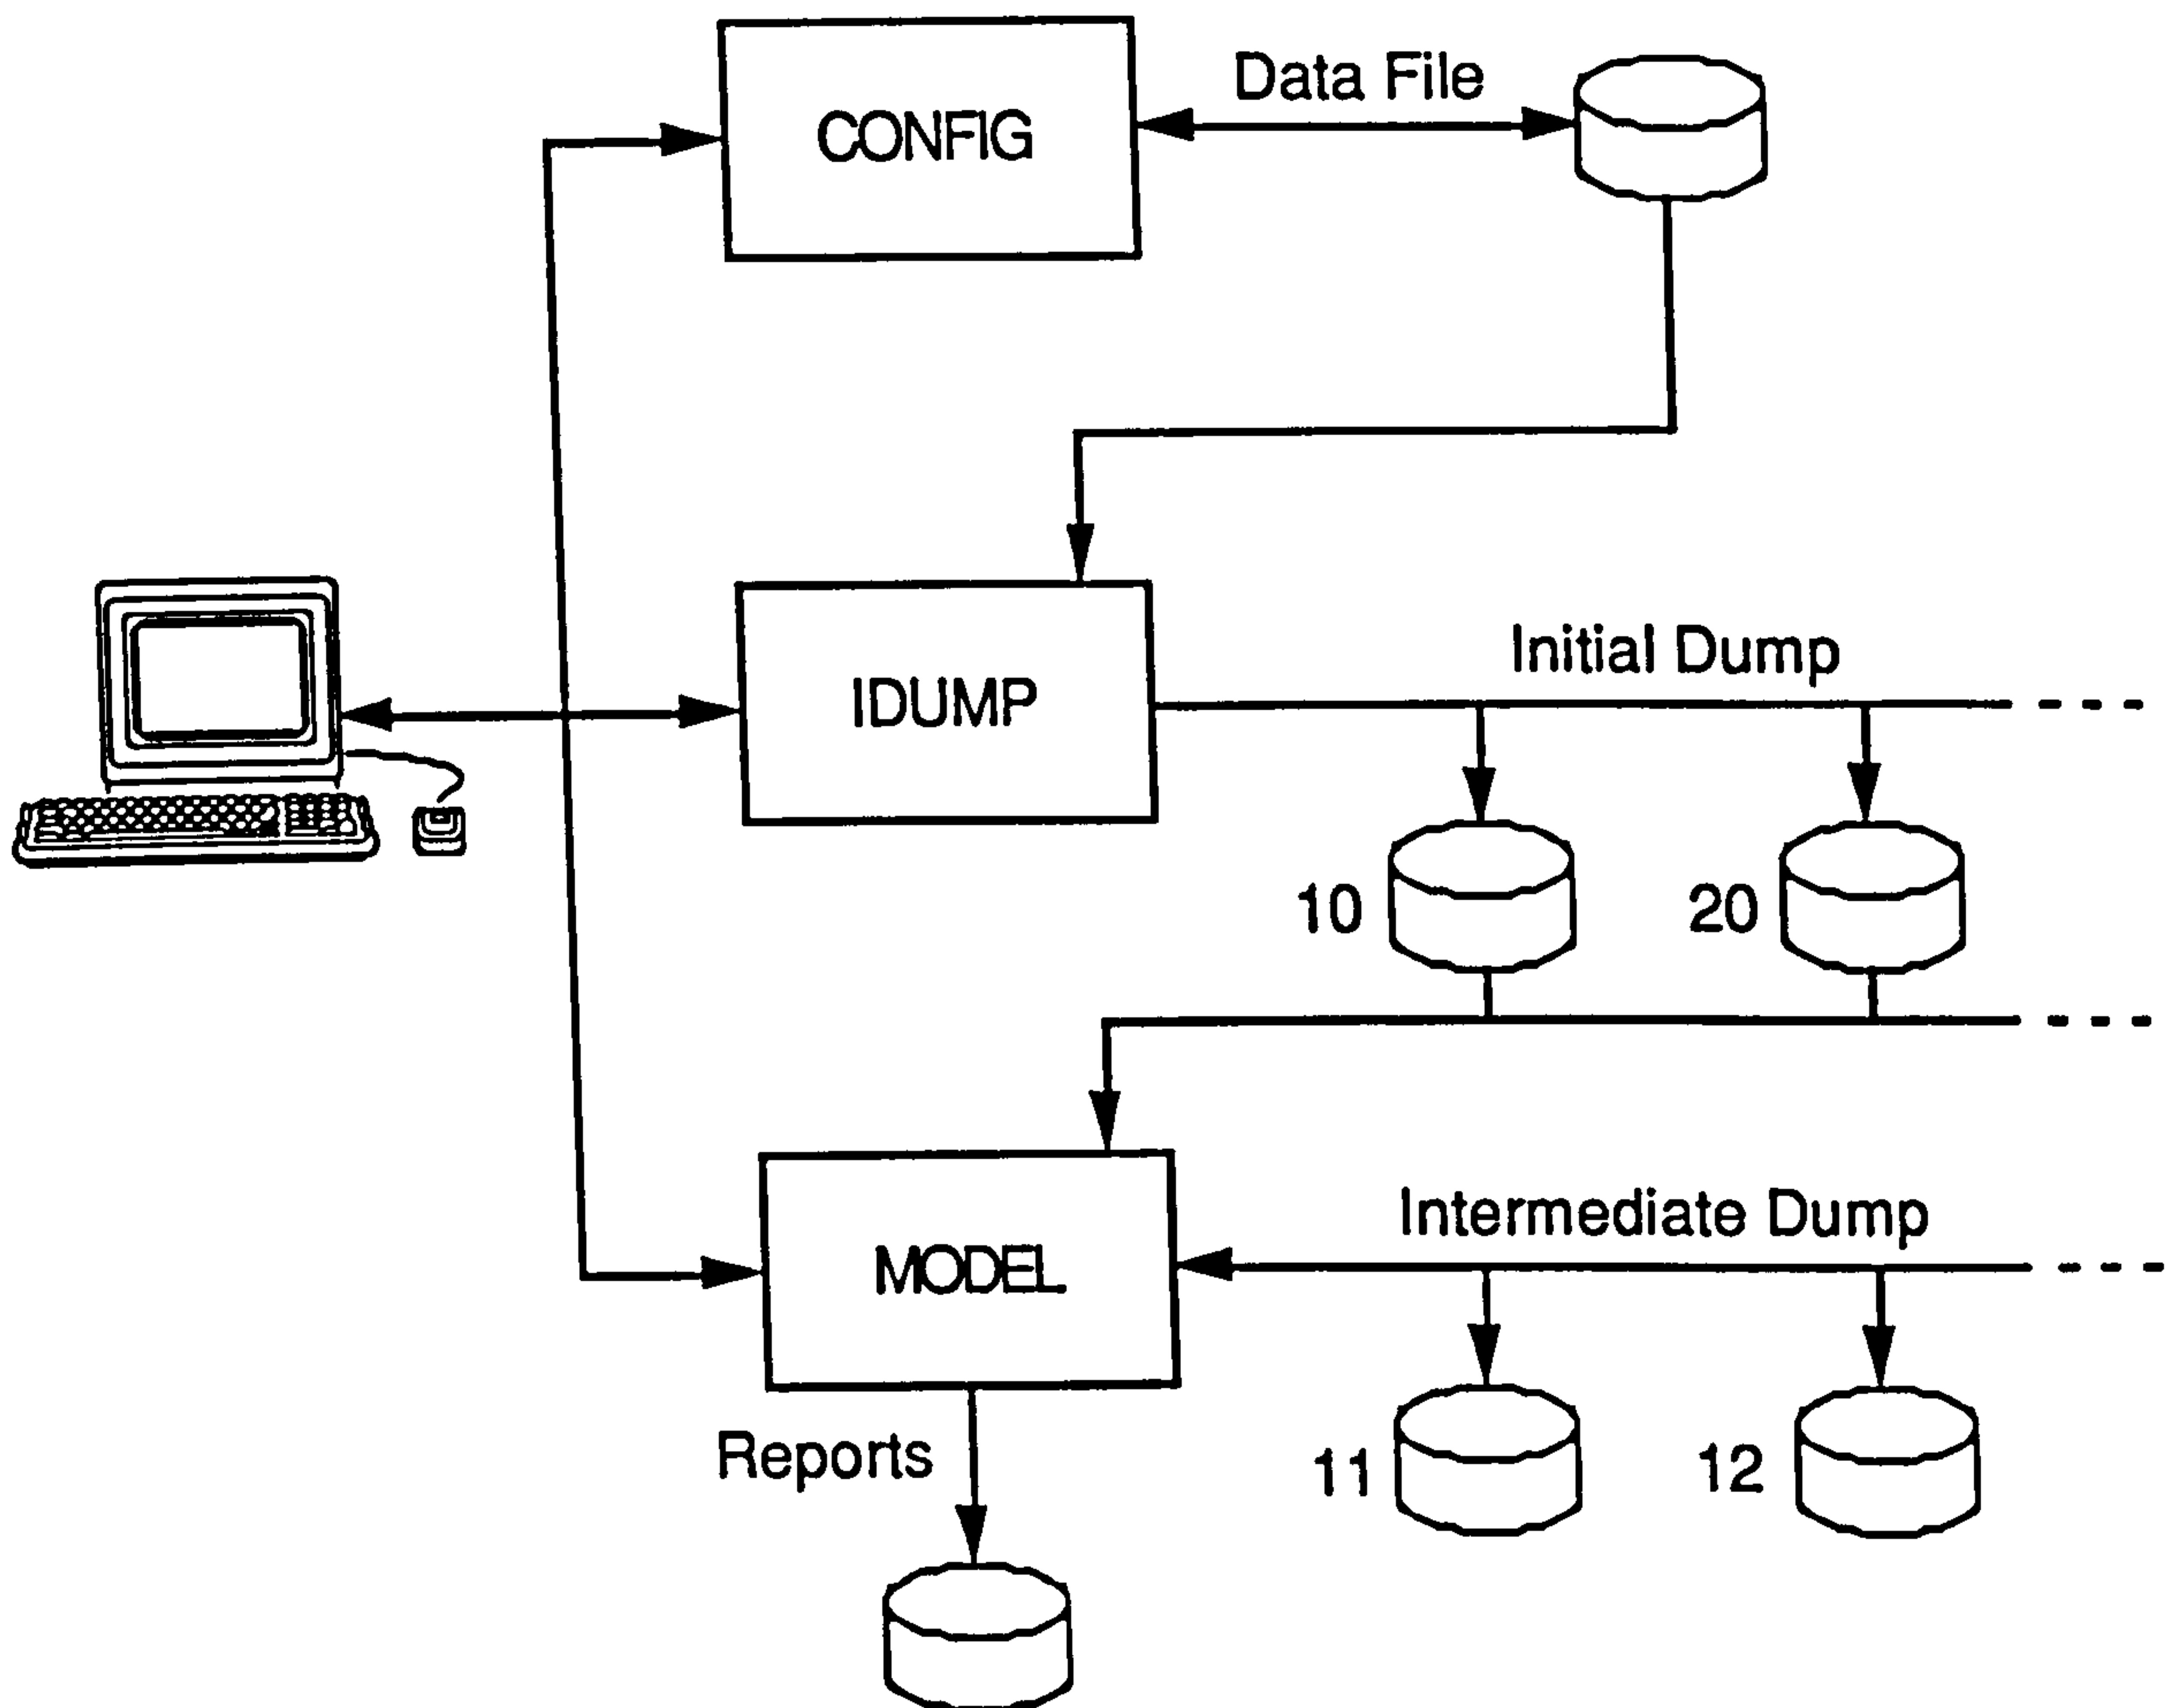 Data File
CONFIG
Initial Dump
IDUMP
10
20
Intermediate Dump
MODEL
Reports
11
12